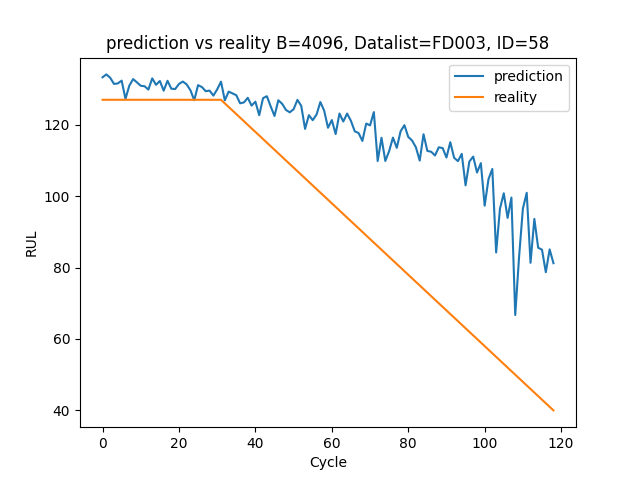 prediction vs reality B=4096, Datalist=FD003, ID=58
prediction
reality
RUL
120
100
80
60
40
0 20 40 60 80 100 120
Cycle